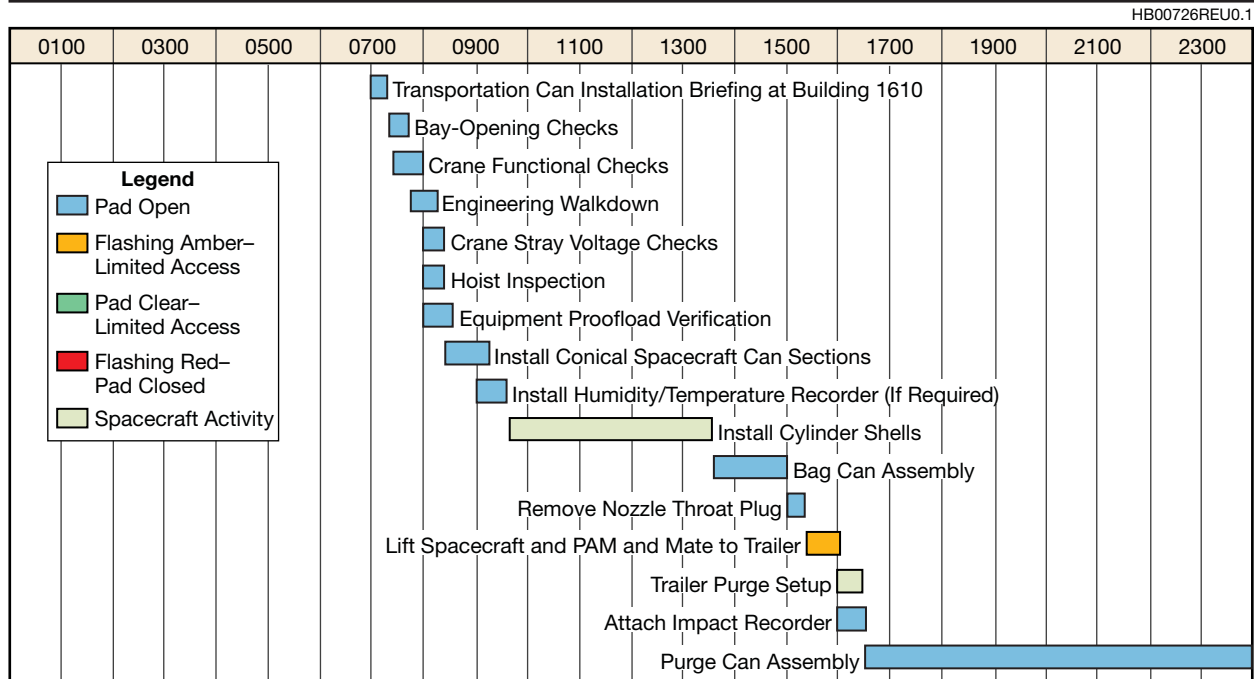 HB00726REU0.1
0100 0300 0500 0700 0900 1100 1300 1500 1700 1900 2100 2300
Transportation Can Installation Briefing at Building 1610
Bay-Opening Checks
Crane Functional Checks
Legend
Pad Open
Flashing Amber–
Limited Access
Pad Clear–
Limited Access
Flashing Red–
Pad Closed
Spacecraft Activity
Engineering Walkdown
Crane Stray Voltage Checks
Hoist Inspection
Equipment Proofload Verification
Install Conical Spacecraft Can Sections
Install Humidity/Temperature Recorder (If Required)
Install Cylinder Shells
Bag Can Assembly
Remove Nozzle Throat Plug
Lift Spacecraft and PAM and Mate to Trailer
Trailer Purge Setup
Attach Impact Recorder
Purge Can Assembly